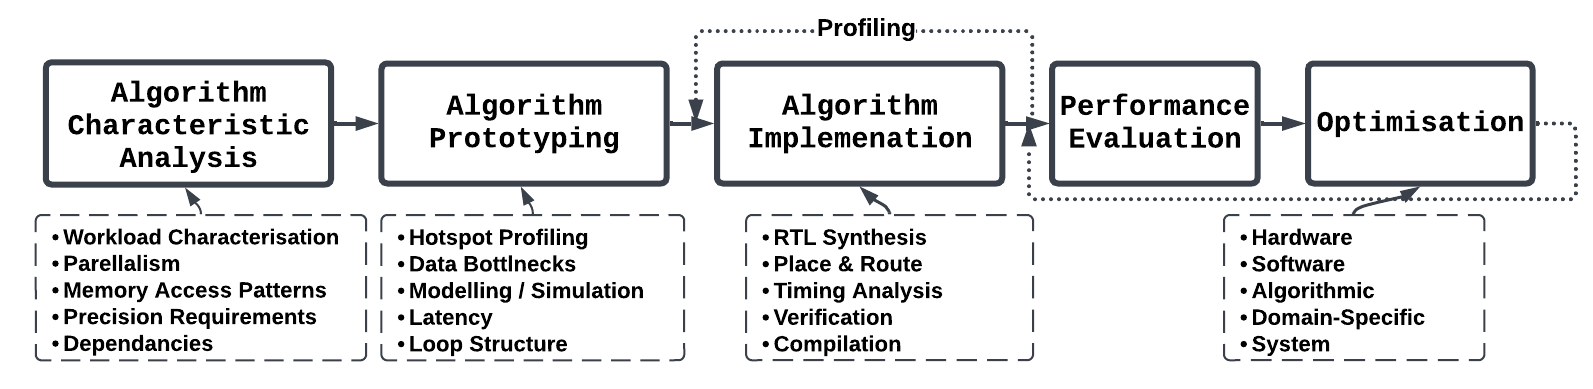 Profiling
Algorithm
Characteristic
Analysis
Algorithm
Prototyping
Algorithm
Implemenation
Performance
Evaluation
Optimisation
• Workload Characterisation
• Parellalism
• Memory Access Patterns
• Precision Requirements
• Dependancies
• Hotspot Profiling
• Data Bottlnecks
• Modelling / Simulation
• Latency
• Loop Structure
• RTL Synthesis
• Place & Route
• Timing Analysis
• Verification
• Compilation
• Hardware
• Software
• Algorithmic
• Domain-Specific
• System